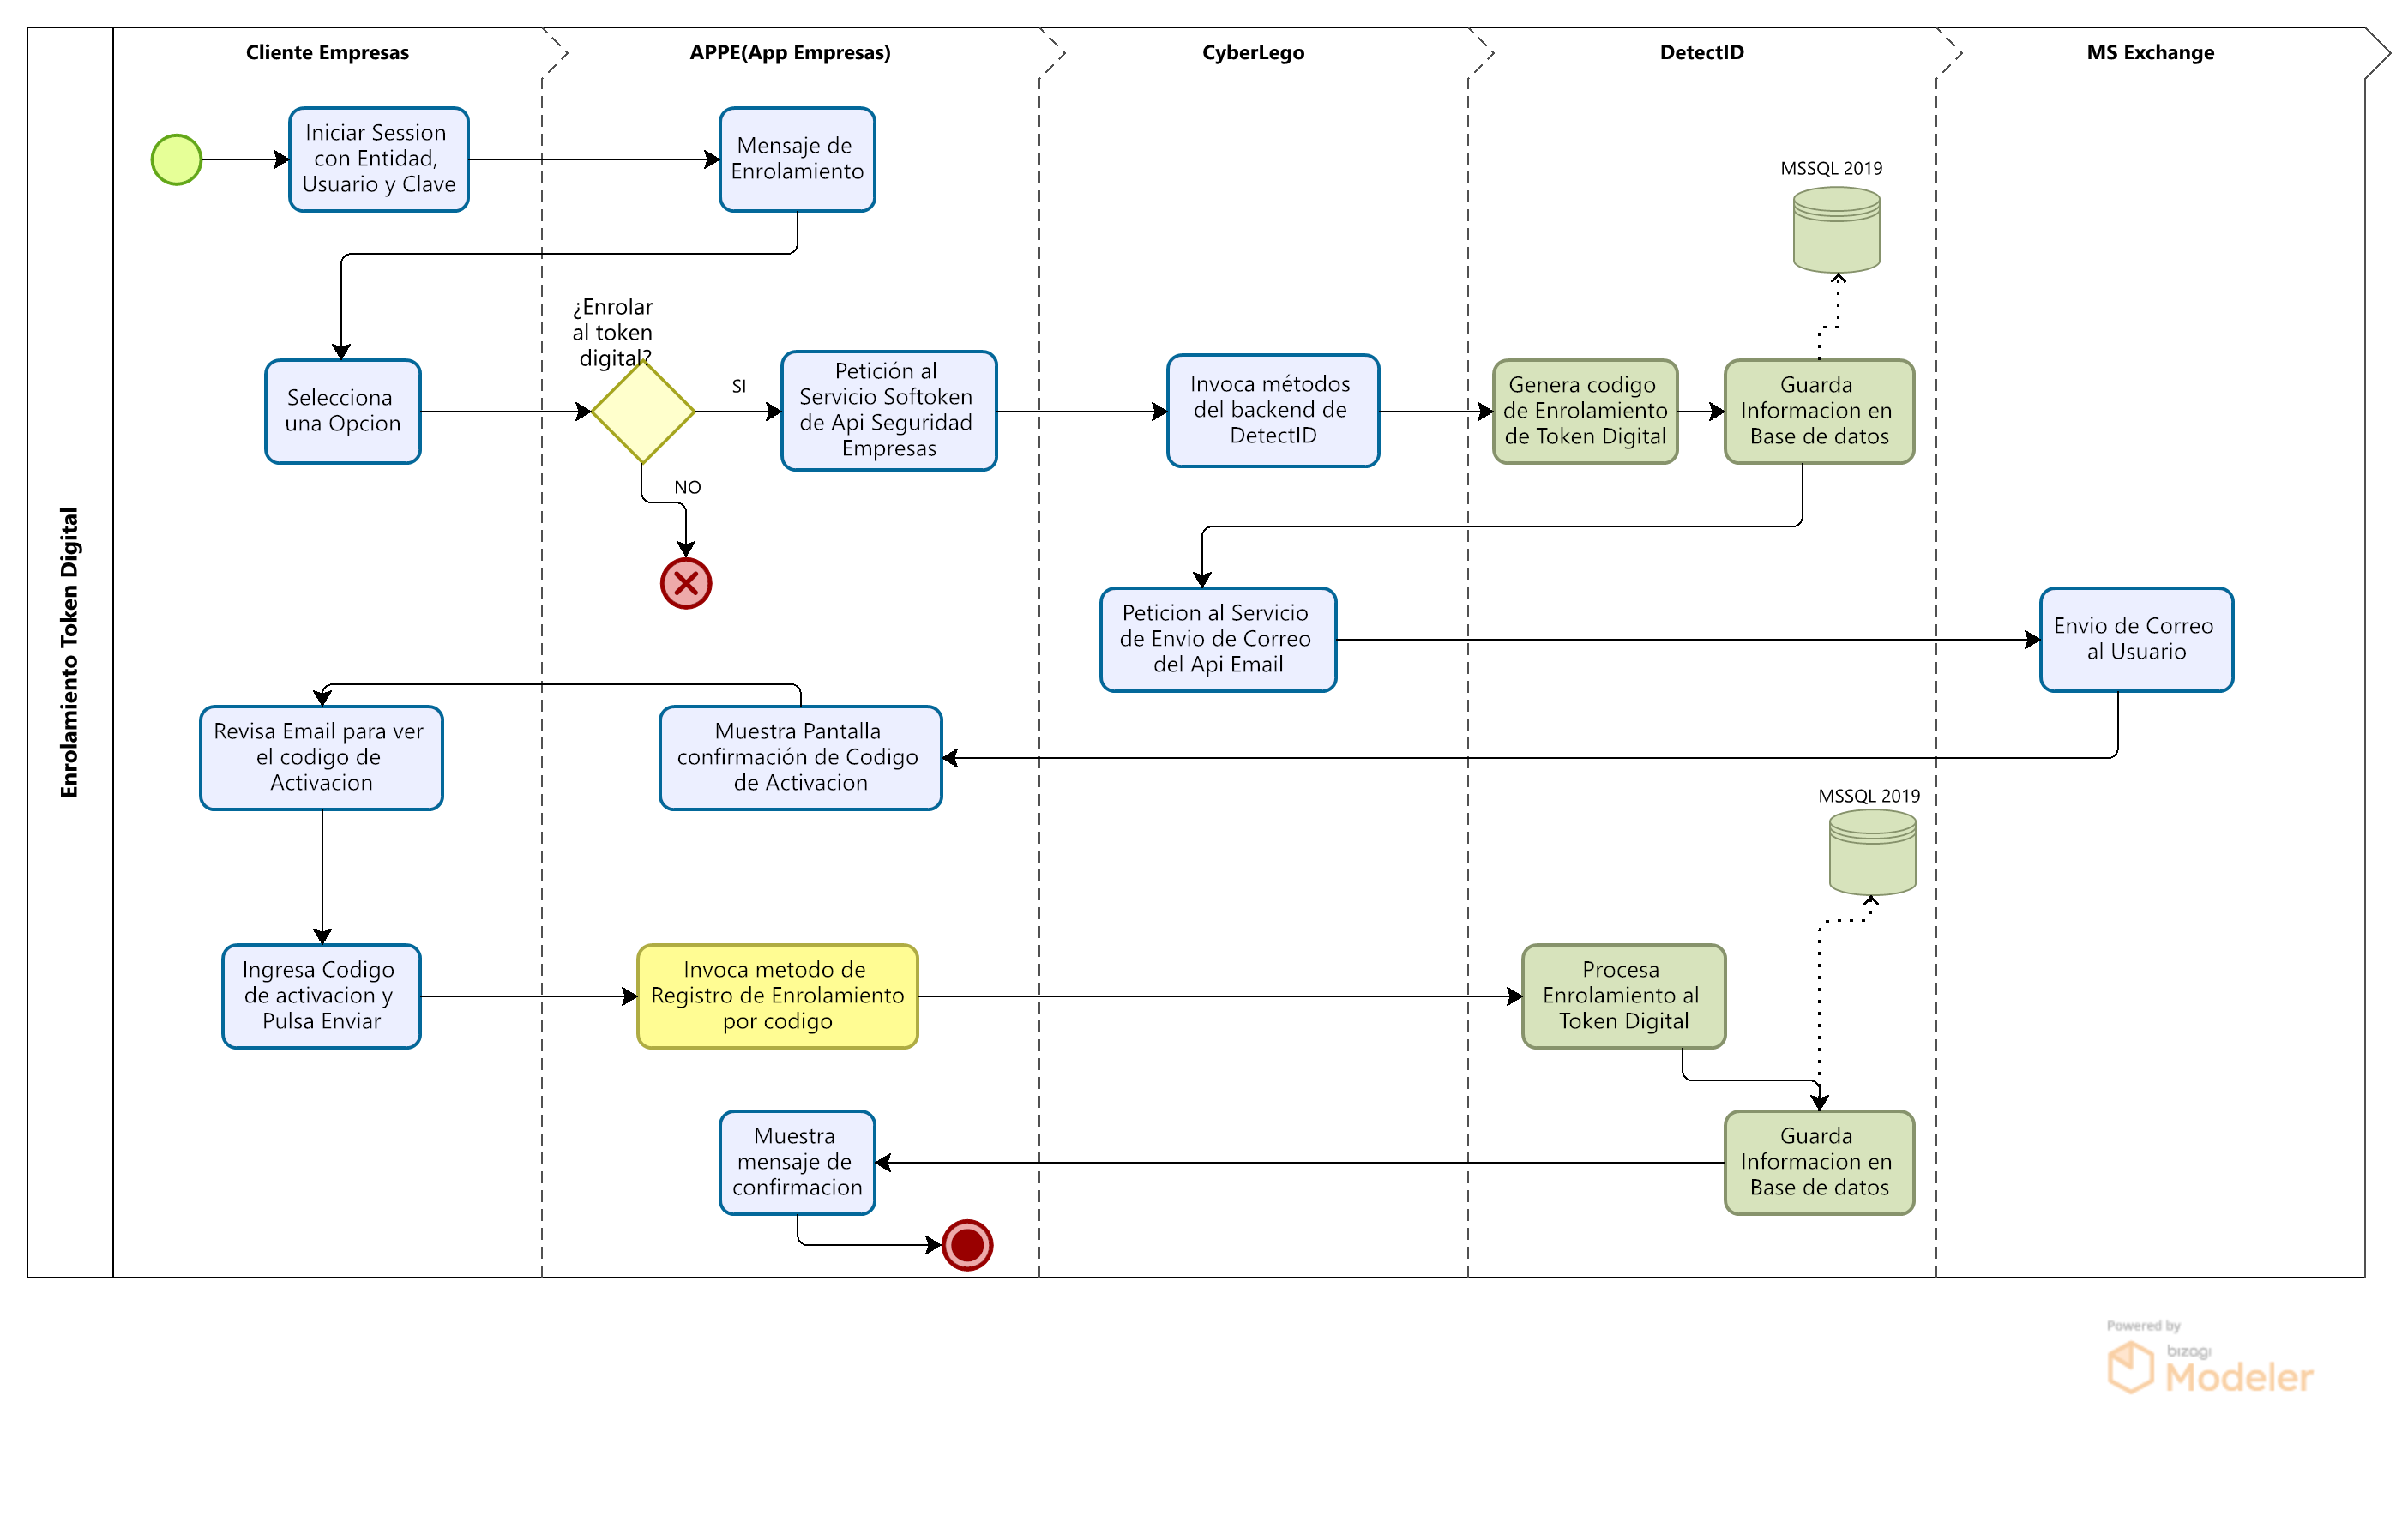 Enrolamiento Token Digital
Cliente Empresas
APPE(App Empresas)
CyberLego
DetectID
MS Exchange
Iniciar Session
con Entidad,
Usuario y Clave
Mensaje de
Enrolamiento
MSSQL 2019
Selecciona
una Opcion
¿Enrolar
al token
digital?
SI
NO
Petición al
Servicio Softoken
de Api Seguridad
Empresas
Invoca métodos
del backend de
DetectID
Genera codigo
de Enrolamiento
de Token Digital
Guarda
Informacion en
Base de datos
Peticion al Servicio
de Envio de Correo
del Api Email
Envio de Correo
al Usuario
Revisa Email para ver
el codigo de
Activacion
Muestra Pantalla
confirmación de Codigo
de Activacion
MSSQL 2019
Ingresa Codigo
de activacion y
Pulsa Enviar
Invoca metodo de
Registro de Enrolamiento
por codigo
Procesa
Enrolamiento al
Token Digital
Muestra
mensaje de
confirmacion
Guarda
Informacion en
Base de datos
Powered by
bizagi
Modeler